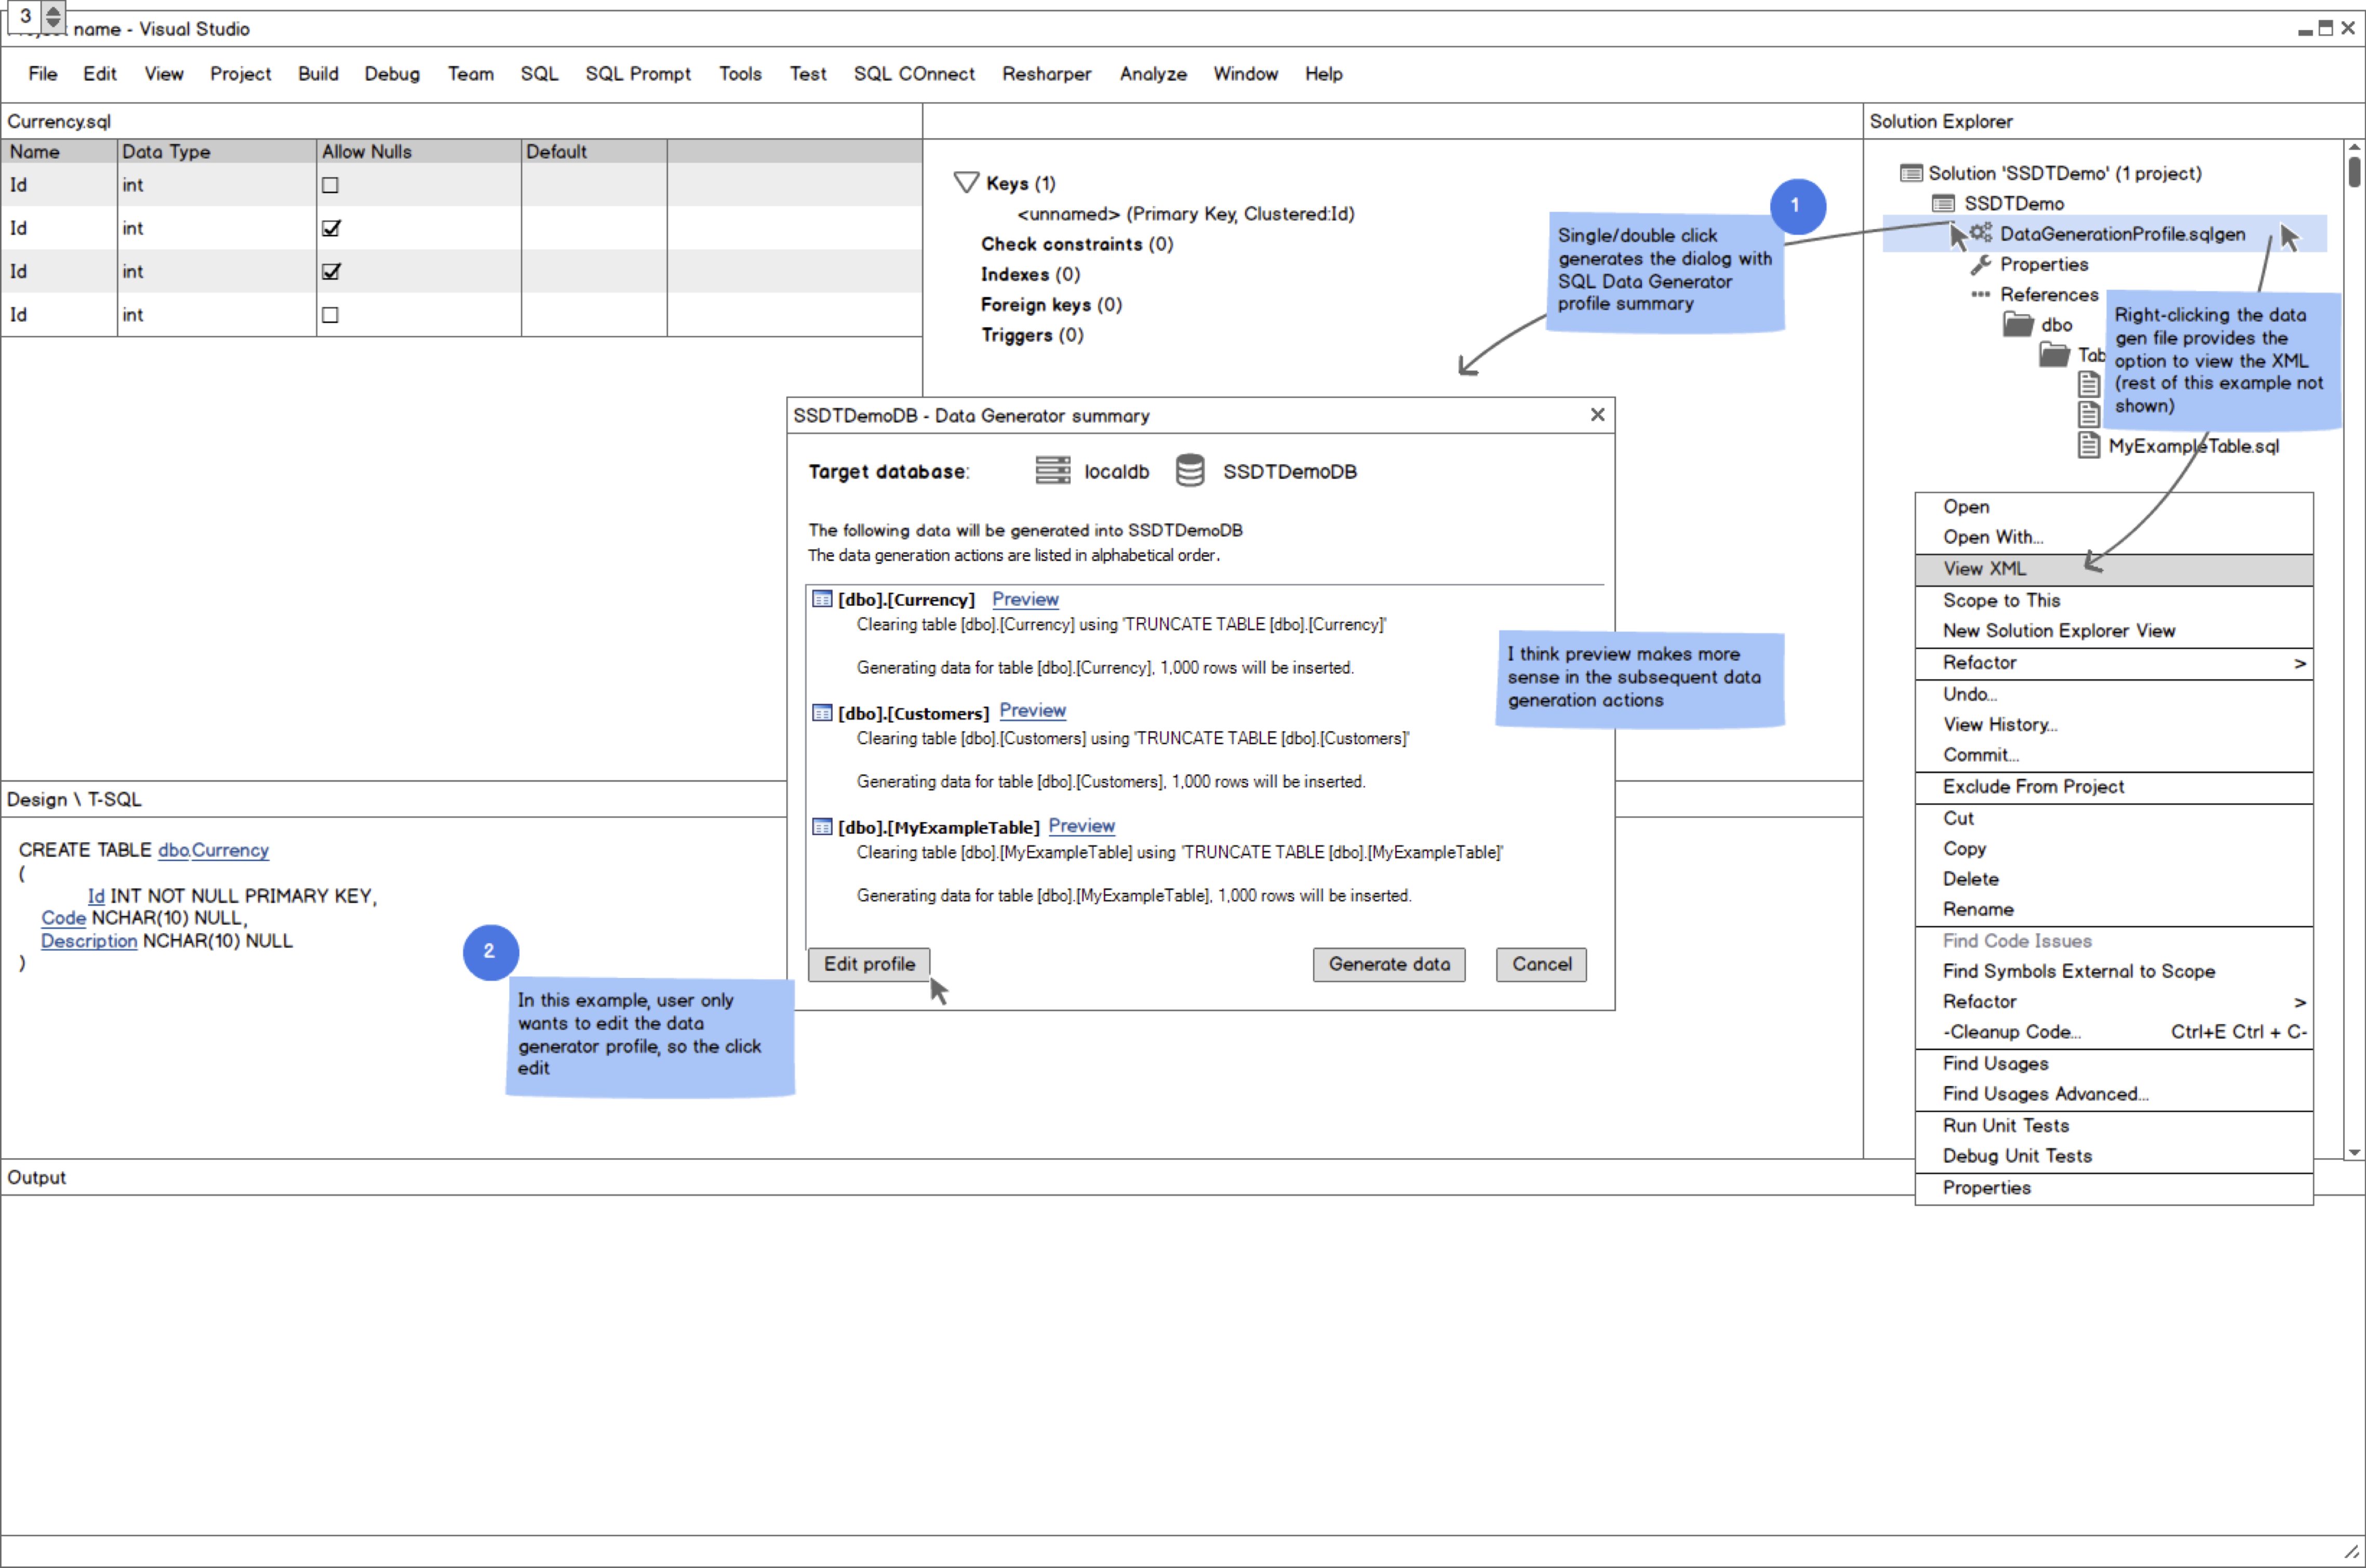 3
name - Visual Studio
File Edit View Project Build Debug Team SQL SQL Prompt Tools Test SQL COnnect Resharper Analyze Window Help
Currency.sql
Name Data Type Allow Nulls Default
Id int
Id int
Id int
Id int
Keys (1)
<unnamed> (Primary Key, Clustered:Id)
Check constraints (0)
Indexes (0)
Foreign keys (0)
Triggers (0)
1
Single/double click
generates the dialog with
SQL Data Generator
profile summary
Solution Explorer
Solution 'SSDTDemo' (1 project)
SSDTDemo
DataGenerationProfile.sqlgen
Properties
References
dbo
Tab
MyExampleTable.sql
Right-clicking the data
gen file provides the
option to view the XML
(rest of this example not
shown)
Open
Open With...
View XML
Scope to This
New Solution Explorer View
Refactor >
Undo...
View History...
Commit...
Exclude From Project
Cut
Copy
Delete
Rename
Find Code Issues
Find Symbols External to Scope
Refactor >
-Cleanup Code... Ctrl+E Ctrl + C-
Find Usages
Find Usages Advanced...
Run Unit Tests
Debug Unit Tests
Properties
SSDTDemoDB - Data Generator summary
Target database: localdb SSDTDemoDB
The following data will be generated into SSDTDemoDB
The data generation actions are listed in alphabetical order.
[dbo].[Currency] Preview
Clearing table [dbo].[Currency] using 'TRUNCATE TABLE [dbo].[Currency]'
Generating data for table [dbo].[Currency], 1,000 rows will be inserted.
[dbo].[Customers] Preview
Clearing table [dbo].[Customers] using 'TRUNCATE TABLE [dbo].[Customers]'
Generating data for table [dbo].[Customers], 1,000 rows will be inserted.
[dbo].[MyExampleTable] Preview
Clearing table [dbo].[MyExampleTable] using 'TRUNCATE TABLE [dbo].[MyExampleTable]'
Generating data for table [dbo].[MyExampleTable], 1,000 rows will be inserted.
Edit profile Generate data Cancel
I think preview makes more
sense in the subsequent data
generation actions
Design \ T-SQL
CREATE TABLE dbo.Currency
(
Id INT NOT NULL PRIMARY KEY,
Code NCHAR(10) NULL,
Description NCHAR(10) NULL
)
2
In this example, user only
wants to edit the data
generator profile, so the click
edit
Output